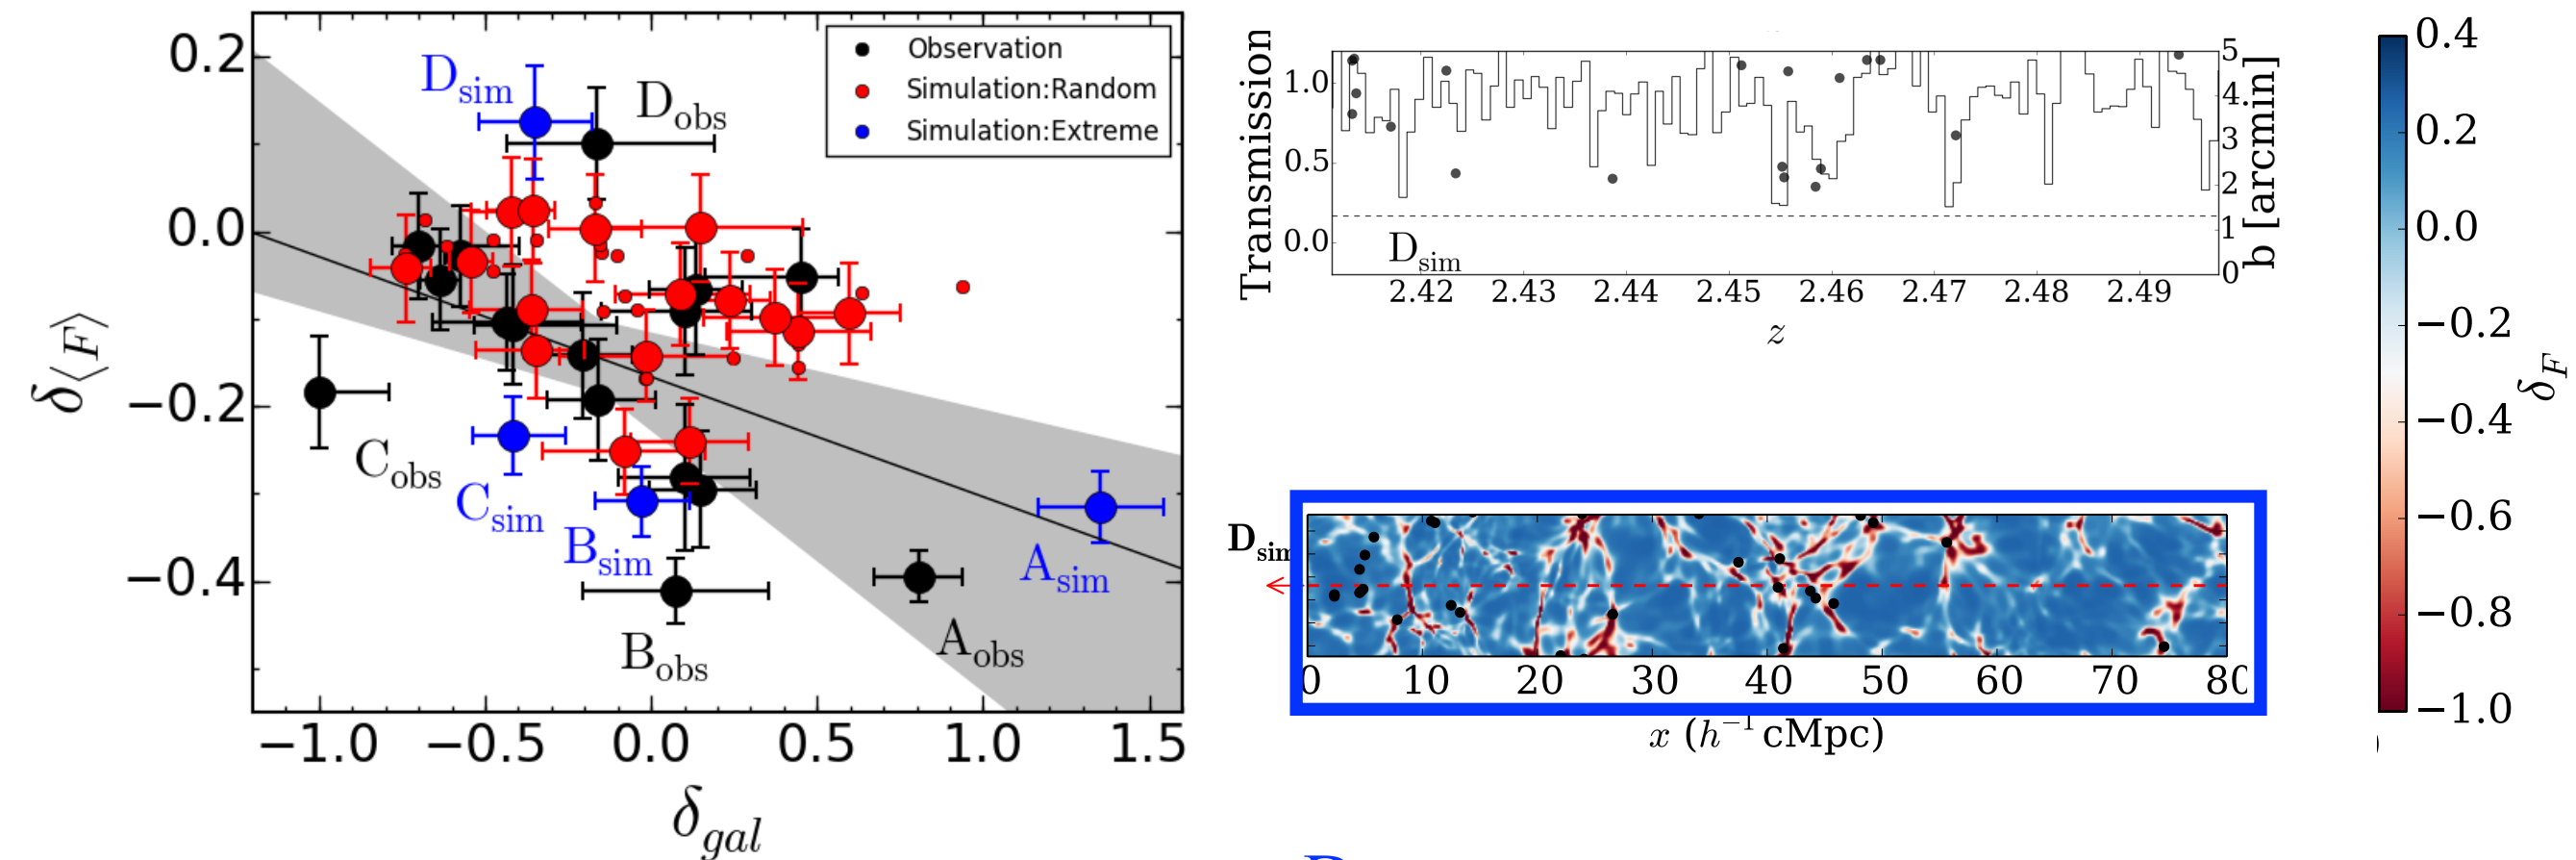 0.2
0.0
−0.2
−0.4
δ⟨F⟩
−1.0
−0.5
0.0
0.5
1.0
1.5
δgal
Observation
Simulation:Random
Simulation:Extreme
Dsim
Dobs
Cobs
Csim
Bsim
Bobs
Asim
Aobs
Transmission
1.0
0.5
0.0
Dsim
2.42 2.43 2.44 2.45 2.46 2.47 2.48 2.49
z
5
4
3
2
1
0
b [arcmin]
Dsim
0 10 20 30 40 50 60 70 80
x (h−1 cMpc)
0.4
0.2
0.0
−0.2
−0.4
−0.6
−0.8
−1.0
δF